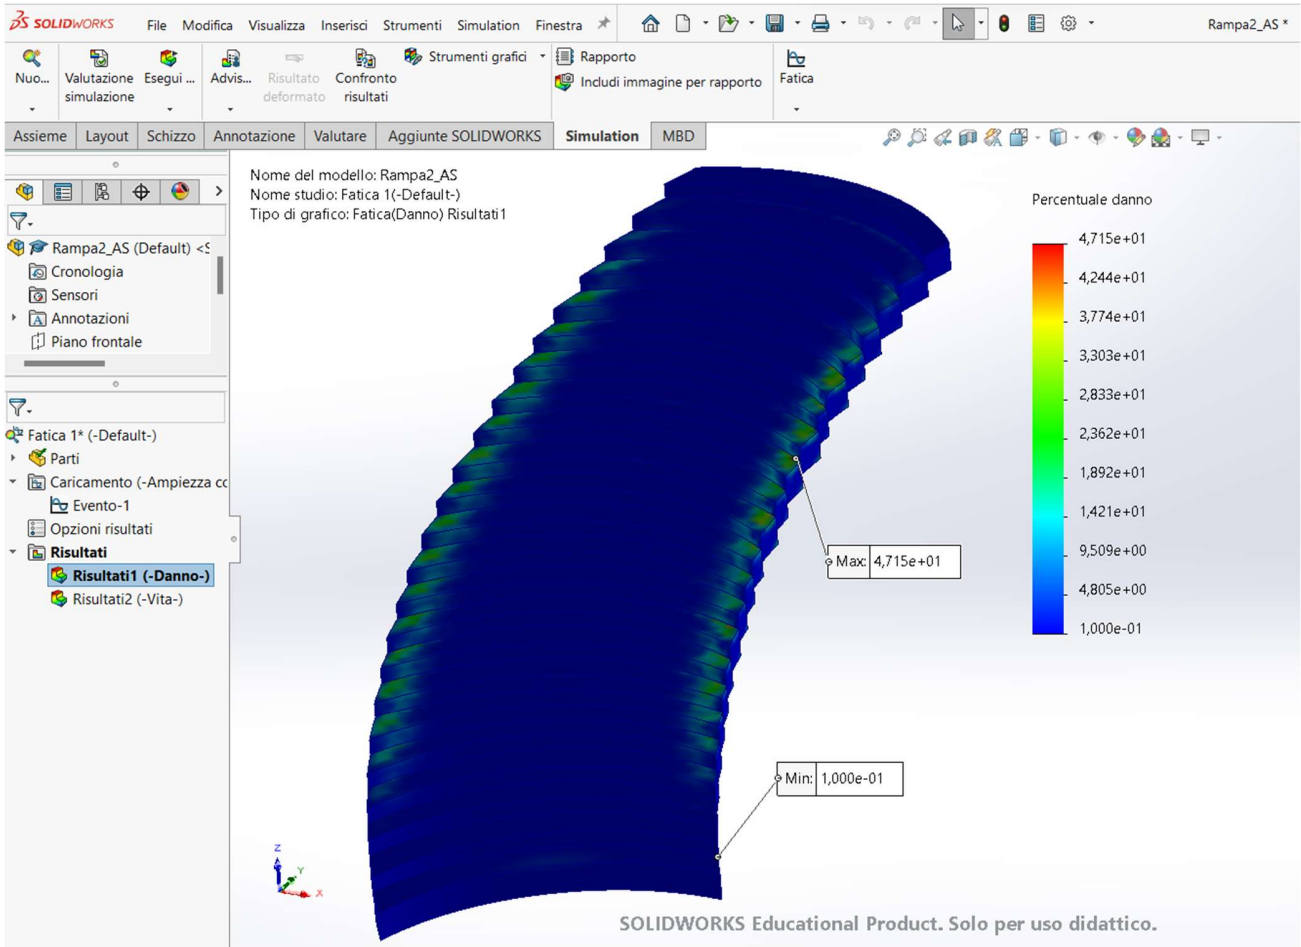 SOLIDWORKS File Modifica Visualizza Inserisci Strumenti Simulation Finestra Rampa2_AS *
Nuo... Valutazione simulazione Esegui ... Advis... Risultato deformato Confronto risultati Strumenti grafici Rapporto Fatica
Includi immagine per rapporto
Assieme Layout Schizzo Annotazione Valutare Aggiunte SOLIDWORKS Simulation MBD
Rampa2_AS (Default) <S
Cronologia
Sensori
Annotazioni
Piano frontale
Fatica 1* (-Default-)
Parti
Caricamento (-Ampiezza co
Evento-1
Opzioni risultati
Risultati
Risultati1 (-Danno-)
Risultati2 (-Vita-)
Nome del modello: Rampa2_AS
Nome studio: Fatica 1(-Default-)
Tipo di grafico: Fatica(Danno) Risultati1
Percentuale danno
4,715e+01
4,244e+01
3,774e+01
3,303e+01
2,833e+01
2,362e+01
1,892e+01
1,421e+01
9,509e+00
4,805e+00
1,000e-01
Max: 4,715e+01
Min: 1,000e-01
Z
Y
X
SOLIDWORKS Educational Product. Solo per uso didattico.